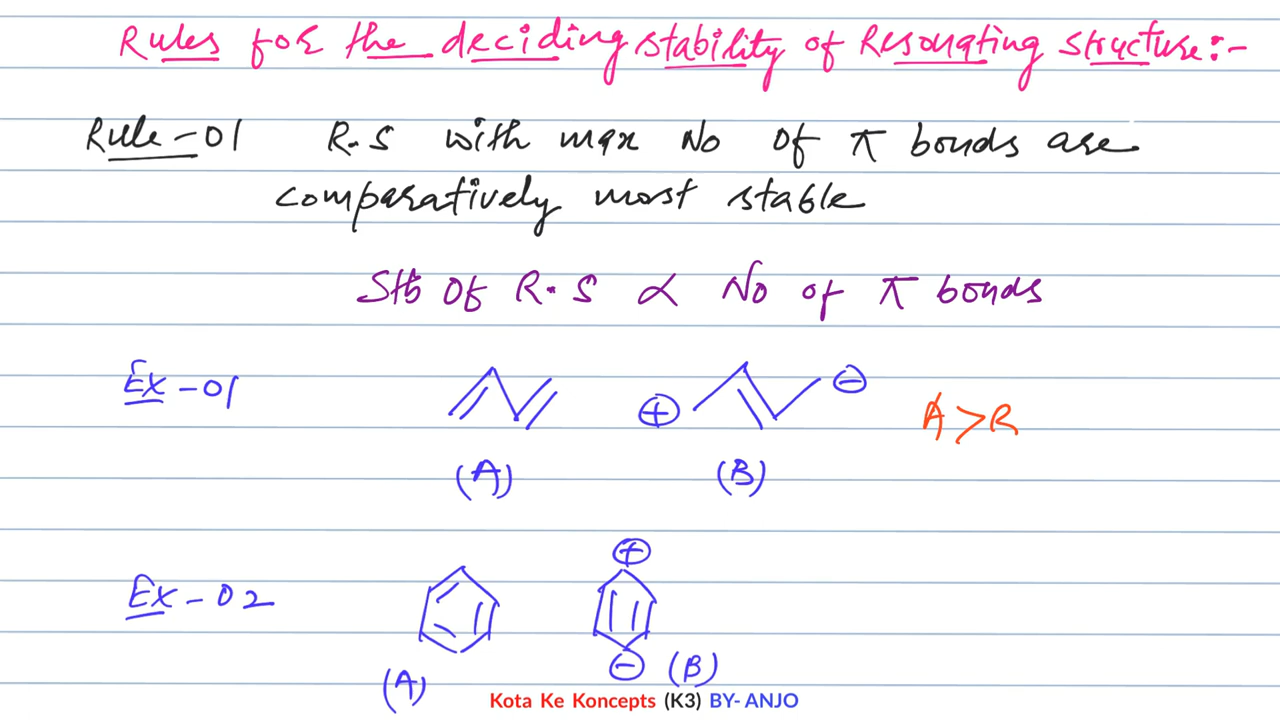 Rules for the deciding stability of Resonating structure:-
Rule-01 R.S with max No of π bonds are
comparatively most stable
Stb Of R.S ∝ No of π bonds
Ex-01
⊕ ⊖
A>B
(A) (B)
⊕
Ex-02
⊖ (B)
(A)
Kota Ke Koncepts (K3) BY- ANJO